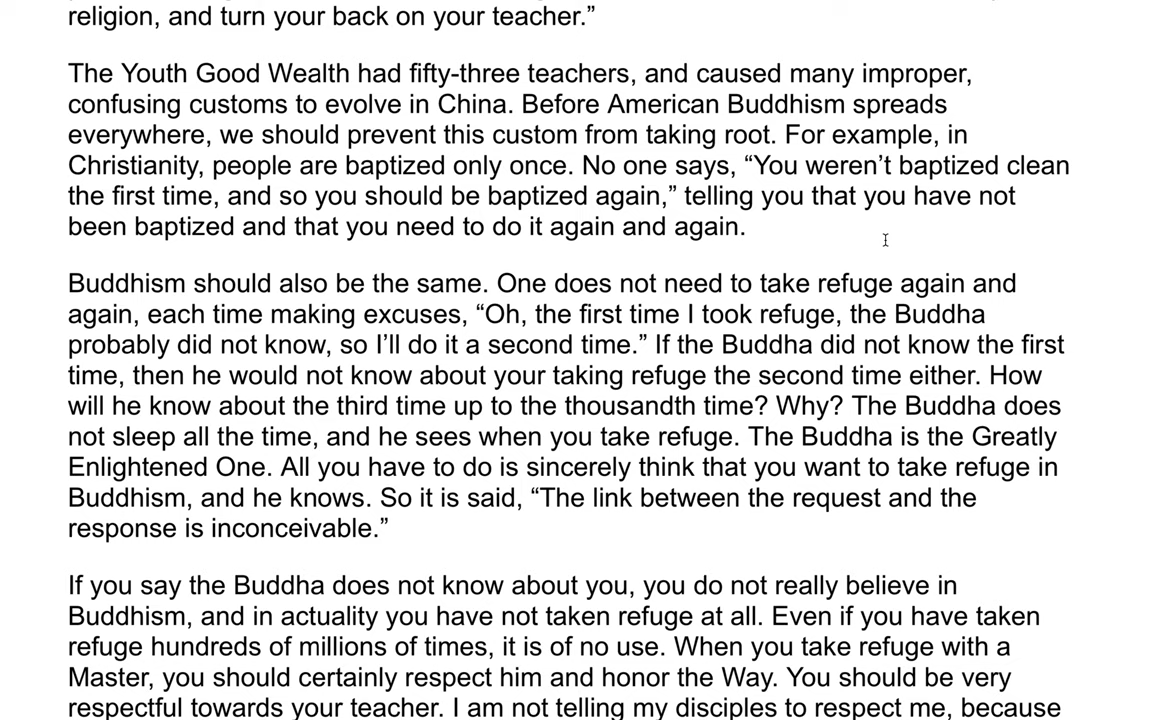 religion, and turn your back on your teacher.”
The Youth Good Wealth had fifty-three teachers, and caused many improper,
confusing customs to evolve in China. Before American Buddhism spreads
everywhere, we should prevent this custom from taking root. For example, in
Christianity, people are baptized only once. No one says, “You weren’t baptized clean
the first time, and so you should be baptized again,” telling you that you have not
been baptized and that you need to do it again and again.
Buddhism should also be the same. One does not need to take refuge again and
again, each time making excuses, “Oh, the first time I took refuge, the Buddha
probably did not know, so I’ll do it a second time.” If the Buddha did not know the first
time, then he would not know about your taking refuge the second time either. How
will he know about the third time up to the thousandth time? Why? The Buddha does
not sleep all the time, and he sees when you take refuge. The Buddha is the Greatly
Enlightened One. All you have to do is sincerely think that you want to take refuge in
Buddhism, and he knows. So it is said, “The link between the request and the
response is inconceivable.”
If you say the Buddha does not know about you, you do not really believe in
Buddhism, and in actuality you have not taken refuge at all. Even if you have taken
refuge hundreds of millions of times, it is of no use. When you take refuge with a
Master, you should certainly respect him and honor the Way. You should be very
respectful towards your teacher. I am not telling my disciples to respect me, because